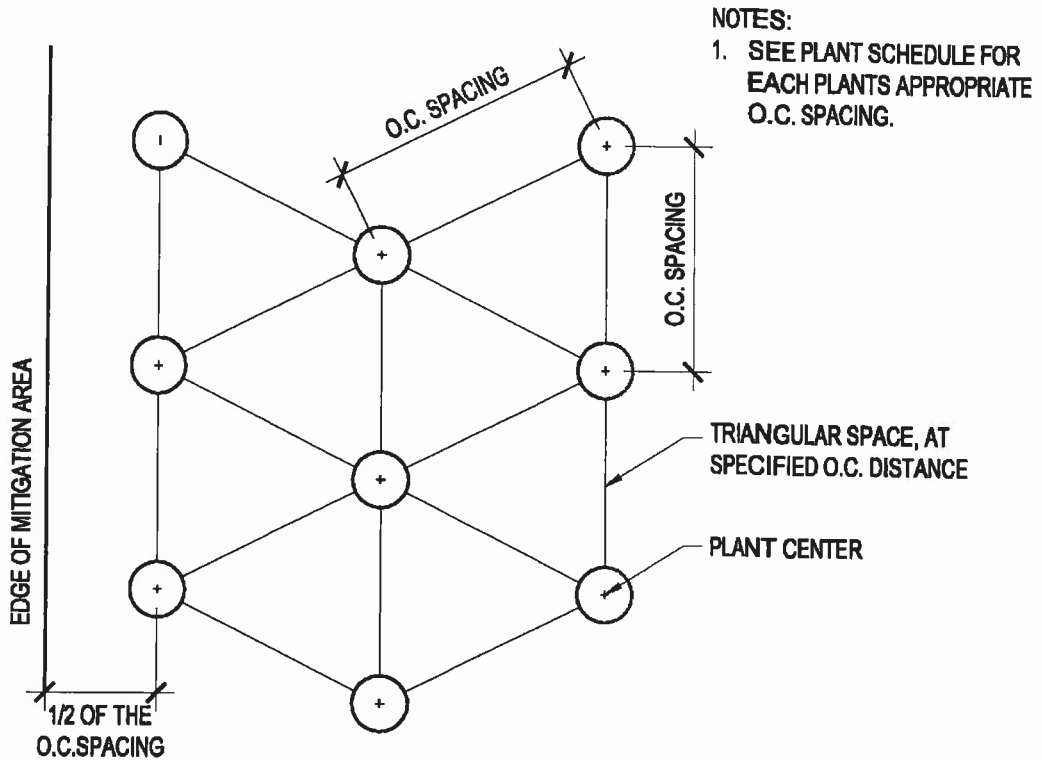 NOTES:
1. SEE PLANT SCHEDULE FOR
EACH PLANTS APPROPRIATE
O.C. SPACING.
O.C. SPACING
O.C. SPACING
EDGE OF MITIGATION AREA
TRIANGULAR SPACE, AT
SPECIFIED O.C. DISTANCE
PLANT CENTER
1/2 OF THE
O.C.SPACING